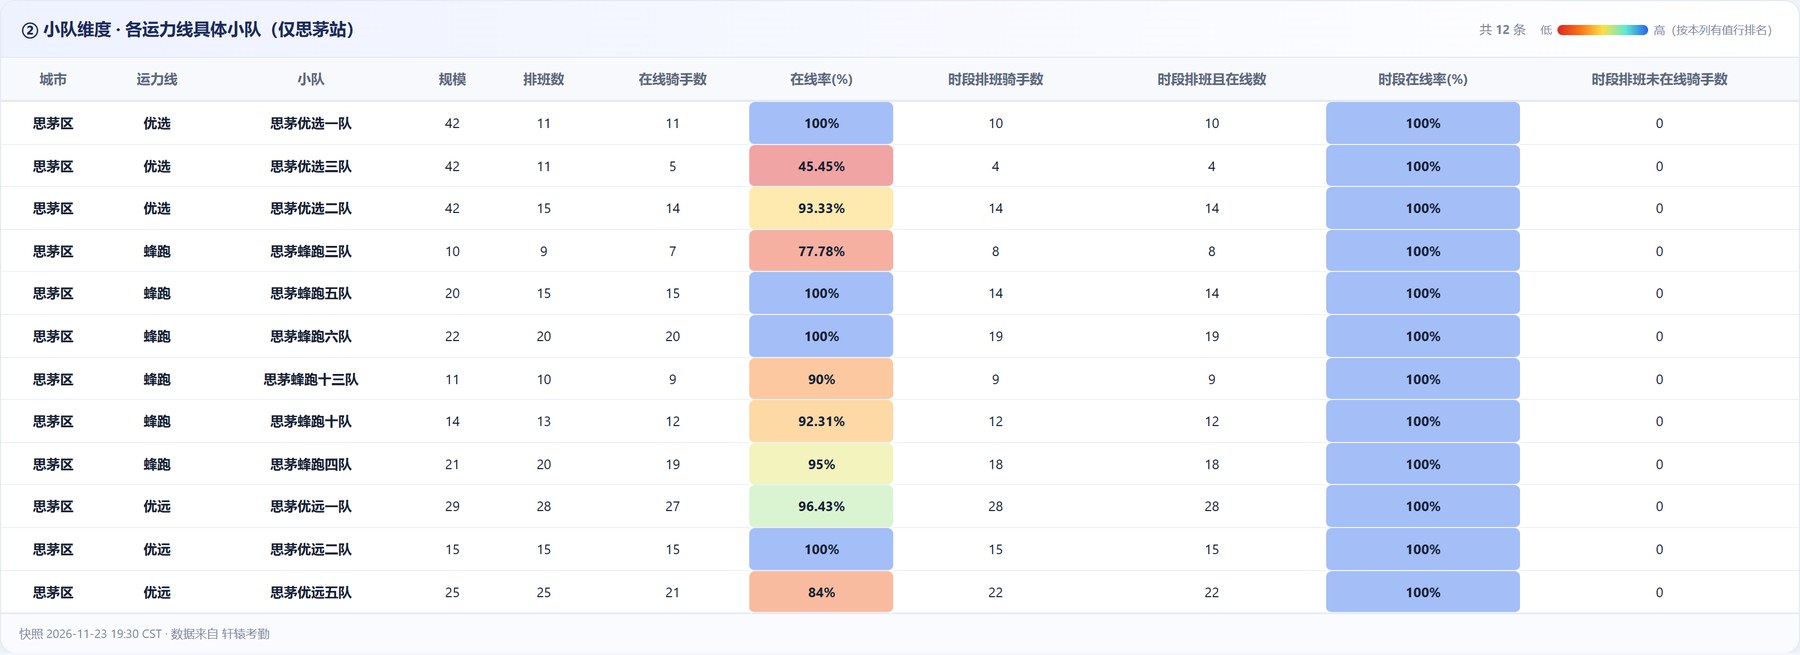 ② 小队维度 · 各运力线具体小队（仅思茅站）
共 12 条 低 高 (按本列有值行排名)
城市 运力线 小队 规模 排班数 在线骑手数 在线率(%) 时段排班骑手数 时段排班且在线数 时段在线率(%) 时段排班未在线骑手数
思茅区 优选 思茅优选一队 42 11 11 100% 10 10 100% 0
思茅区 优选 思茅优选三队 42 11 5 45.45% 4 4 100% 0
思茅区 优选 思茅优选二队 42 15 14 93.33% 14 14 100% 0
思茅区 蜂跑 思茅蜂跑三队 10 9 7 77.78% 8 8 100% 0
思茅区 蜂跑 思茅蜂跑五队 20 15 15 100% 14 14 100% 0
思茅区 蜂跑 思茅蜂跑六队 22 20 20 100% 19 19 100% 0
思茅区 蜂跑 思茅蜂跑十三队 11 10 9 90% 9 9 100% 0
思茅区 蜂跑 思茅蜂跑十队 14 13 12 92.31% 12 12 100% 0
思茅区 蜂跑 思茅蜂跑四队 21 20 19 95% 18 18 100% 0
思茅区 优远 思茅优远一队 29 28 27 96.43% 28 28 100% 0
思茅区 优远 思茅优远二队 15 15 15 100% 15 15 100% 0
思茅区 优远 思茅优远五队 25 25 21 84% 22 22 100% 0
快照 2026-11-23 19:30 CST · 数据来自 轩辕考勤